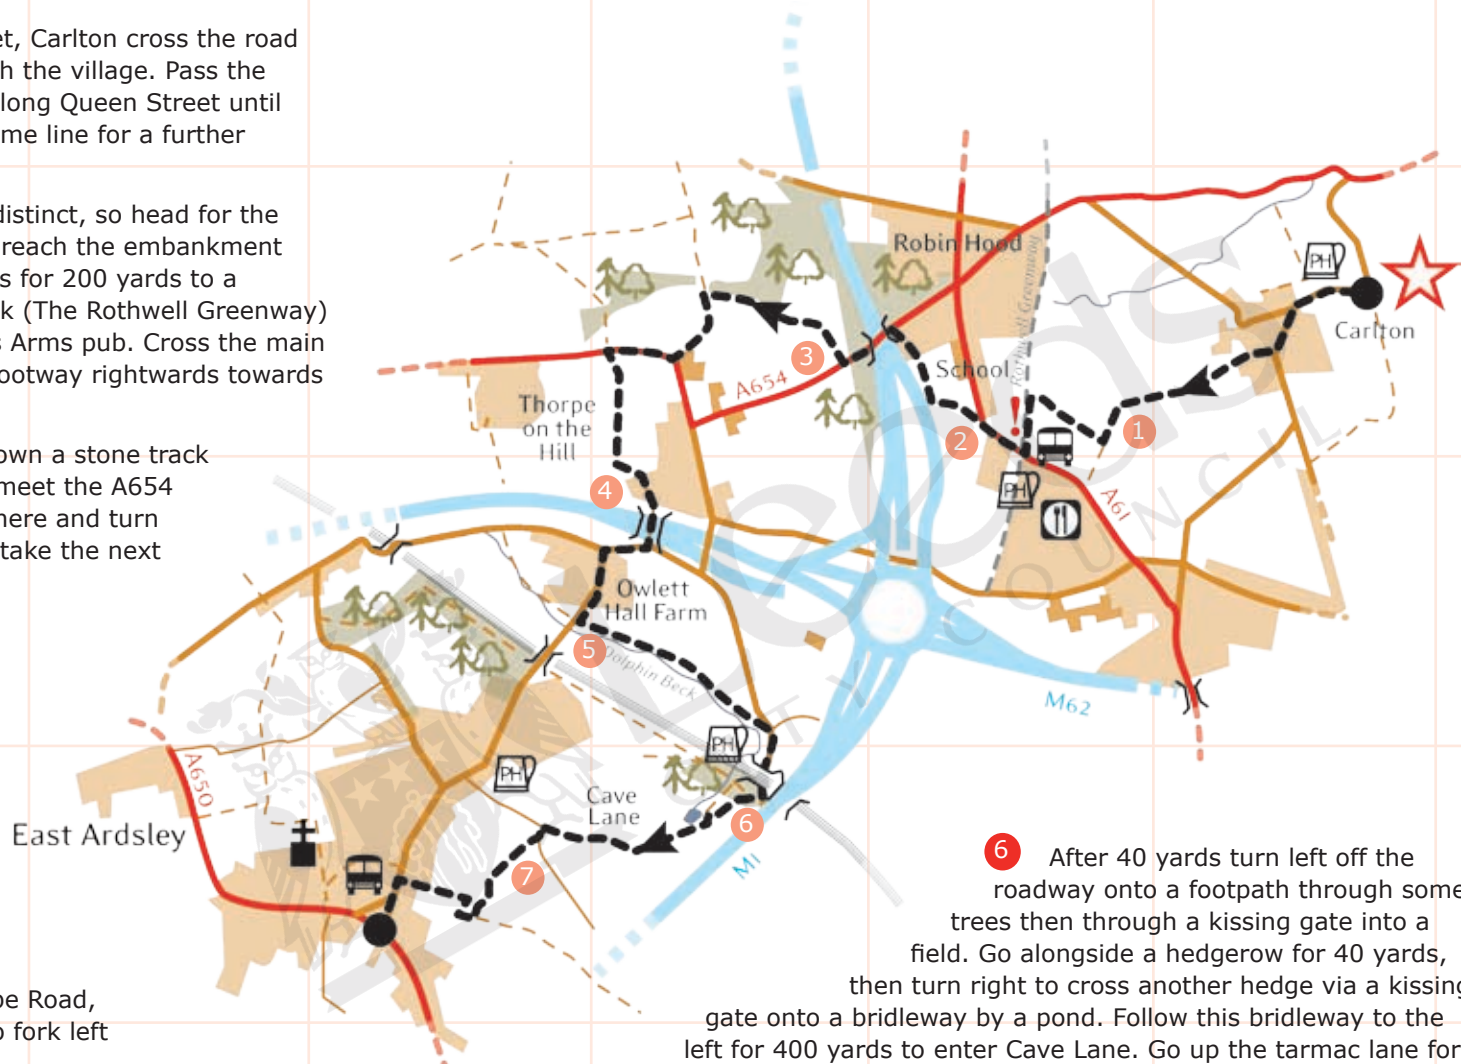 et, Carlton cross the road
h the village. Pass the
long Queen Street until
me line for a further
distinct, so head for the
reach the embankment
s for 200 yards to a
k (The Rothwell Greenway)
s Arms pub. Cross the main
ootway rightwards towards
own a stone track
meet the A654
here and turn
take the next
be Road,
o fork left
Robin Hood
Rothwell Greenway
PH
Carlton
School
3
A654
Thorpe
on the
Hill
!
1
2
4
PH
A61
Owlett
Hall Farm
5
Dolphin Beck
M62
PH
A650
PH
Cave
Lane
6
East Ardsley
M1
7
Leeds
CITY COUNCIL
6 After 40 yards turn left off the
roadway onto a footpath through some
trees then through a kissing gate into a
field. Go alongside a hedgerow for 40 yards,
then turn right to cross another hedge via a kissing
gate onto a bridleway by a pond. Follow this bridleway to the
left for 400 yards to enter Cave Lane. Go up the tarmac lane for